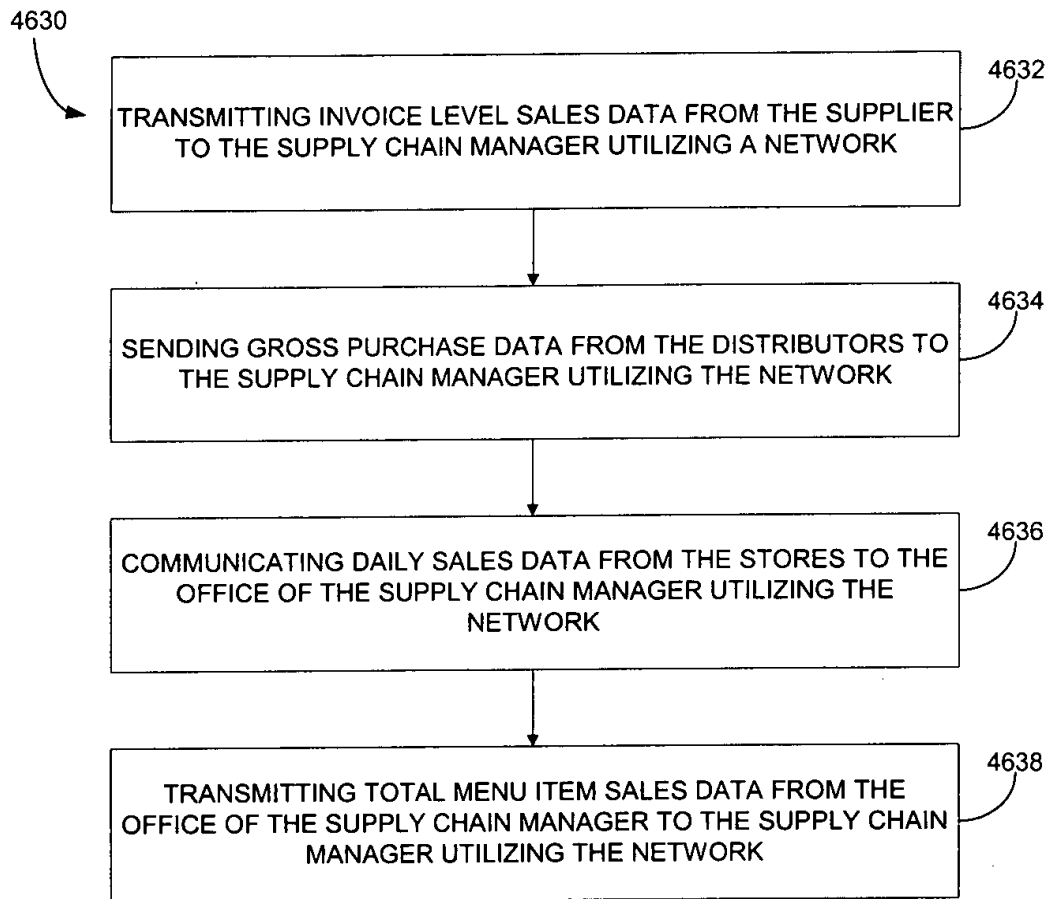 4630
4632
TRANSMITTING INVOICE LEVEL SALES DATA FROM THE SUPPLIER
TO THE SUPPLY CHAIN MANAGER UTILIZING A NETWORK
4634
SENDING GROSS PURCHASE DATA FROM THE DISTRIBUTORS TO
THE SUPPLY CHAIN MANAGER UTILIZING THE NETWORK
4636
COMMUNICATING DAILY SALES DATA FROM THE STORES TO THE
OFFICE OF THE SUPPLY CHAIN MANAGER UTILIZING THE
NETWORK
4638
TRANSMITTING TOTAL MENU ITEM SALES DATA FROM THE
OFFICE OF THE SUPPLY CHAIN MANAGER TO THE SUPPLY CHAIN
MANAGER UTILIZING THE NETWORK